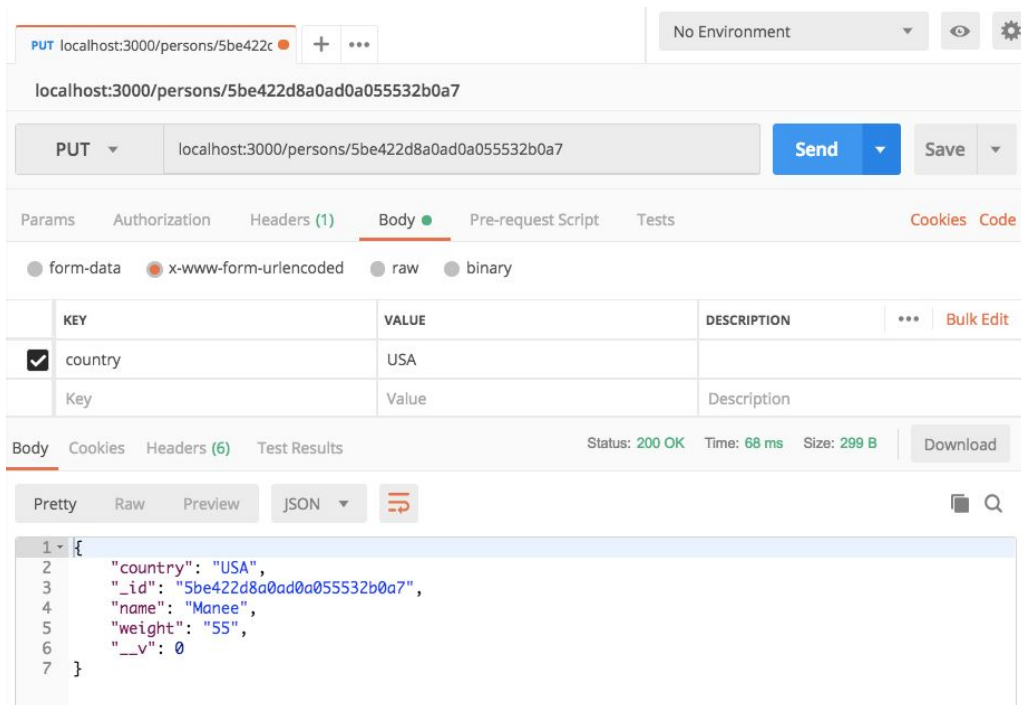 PUT localhost:3000/persons/5be422c
No Environment
localhost:3000/persons/5be422d8a0ad0a055532b0a7
PUT localhost:3000/persons/5be422d8a0ad0a055532b0a7 Send Save
Params Authorization Headers (1) Body Pre-request Script Tests Cookies Code
form-data x-www-form-urlencoded raw binary
KEY VALUE DESCRIPTION Bulk Edit
country USA
Key Value Description
Body Cookies Headers (6) Test Results Status: 200 OK Time: 68 ms Size: 299 B Download
Pretty Raw Preview JSON
1 {
2 "country": "USA",
3 "_id": "5be422d8a0ad0a055532b0a7",
4 "name": "Manee",
5 "weight": "55",
6 "__v": 0
7 }